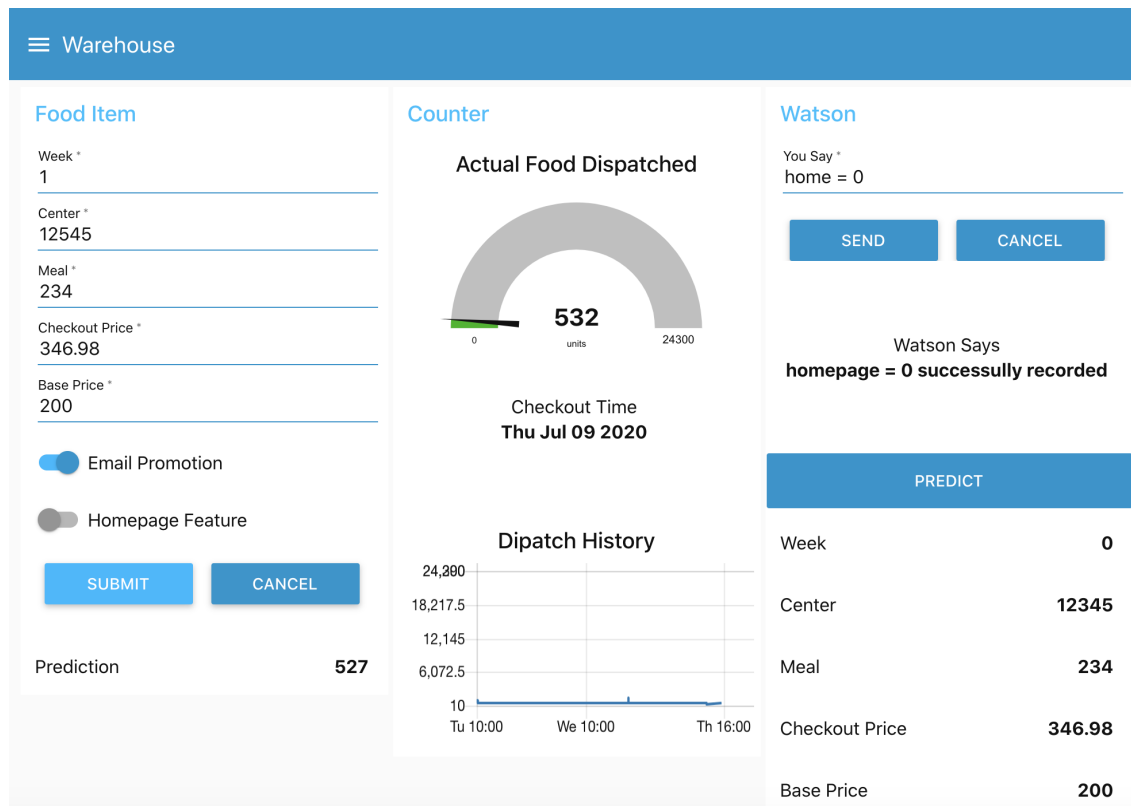 Warehouse
Food Item
Week *
1
Center *
12545
Meal *
234
Checkout Price *
346.98
Base Price *
200
Email Promotion
Homepage Feature
SUBMIT CANCEL
Prediction 527
Counter
Actual Food Dispatched
532
0 units 24300
Checkout Time
Thu Jul 09 2020
Dipatch History
18,217.5
12,145
6,072.5
10
Tu 10:00 We 10:00 Th 16:00
Watson
You Say *
home = 0
SEND CANCEL
Watson Says
homepage = 0 successully recorded
PREDICT
Week 0
Center 12345
Meal 234
Checkout Price 346.98
Base Price 200